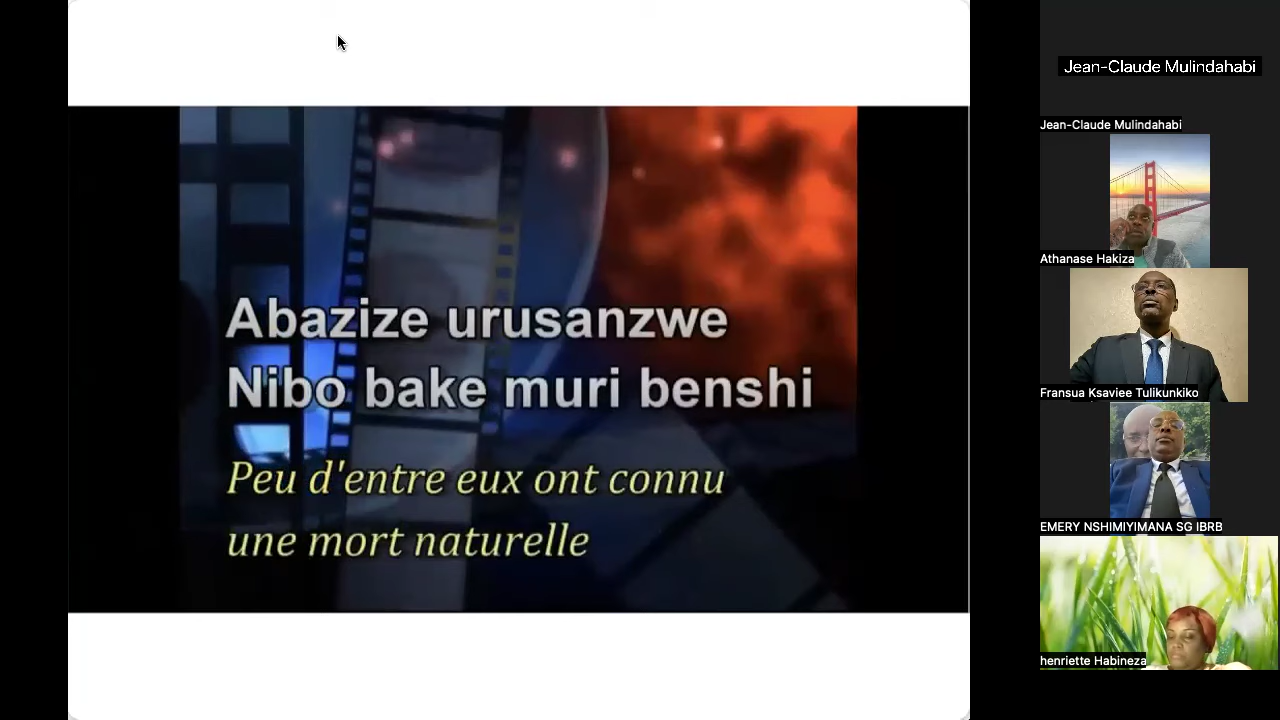 Abazize urusanzwe
Nibo bake muri benshi
Peu d'entre eux ont connu
une mort naturelle
Jean-Claude Mulindahabi
Jean-Claude Mulindahabi
Athanase Hakiza
Fransua Ksaviee Tulikunkiko
EMERY NSHIMIYIMANA SG IBRB
henriette Habineza